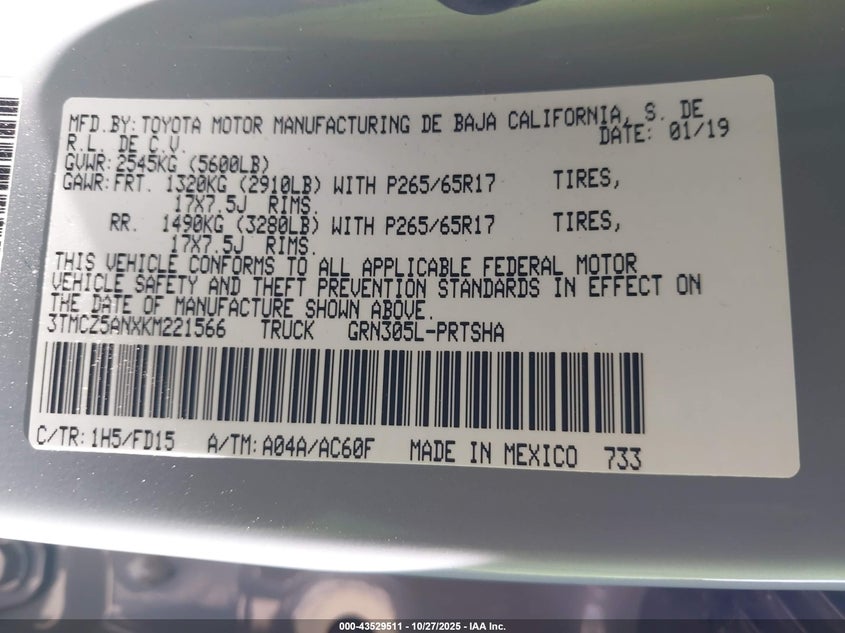 MFD.BY: TOYOTA MOTOR MANUFACTURING DE BAJA CALIFORNIA, S. DE
R.L. DE C.V. DATE: 01/19
GVWR: 2545KG (5600LB)
GAWR: FRT. 1320KG (2910LB) WITH P265/65R17 TIRES,
17X7.5J RIMS.
RR. 1490KG (3280LB) WITH P265/65R17 TIRES,
17X7.5J RIMS.
THIS VEHICLE CONFORMS TO ALL APPLICABLE FEDERAL MOTOR
VEHICLE SAFETY AND THEFT PREVENTION STANDARDS IN EFFECT ON
THE DATE OF MANUFACTURE SHOWN ABOVE.
3TMCZ5ANXKM221566 TRUCK GRN305L-PRTSHA
C/TR: 1H5/FD15 A/TM: A04A/AC60F MADE IN MEXICO 733
000-43529511 - 10/27/2025 - IAA Inc.